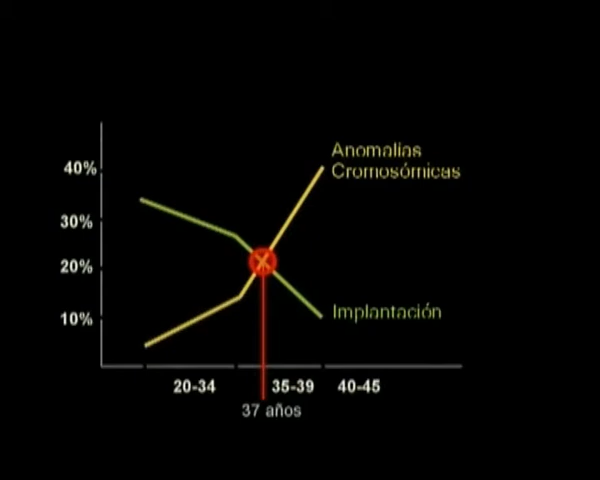 Anomalías
Cromosómicas
40%
30%
20%
10%
Implantación
20-34
35-39
40-45
37 años